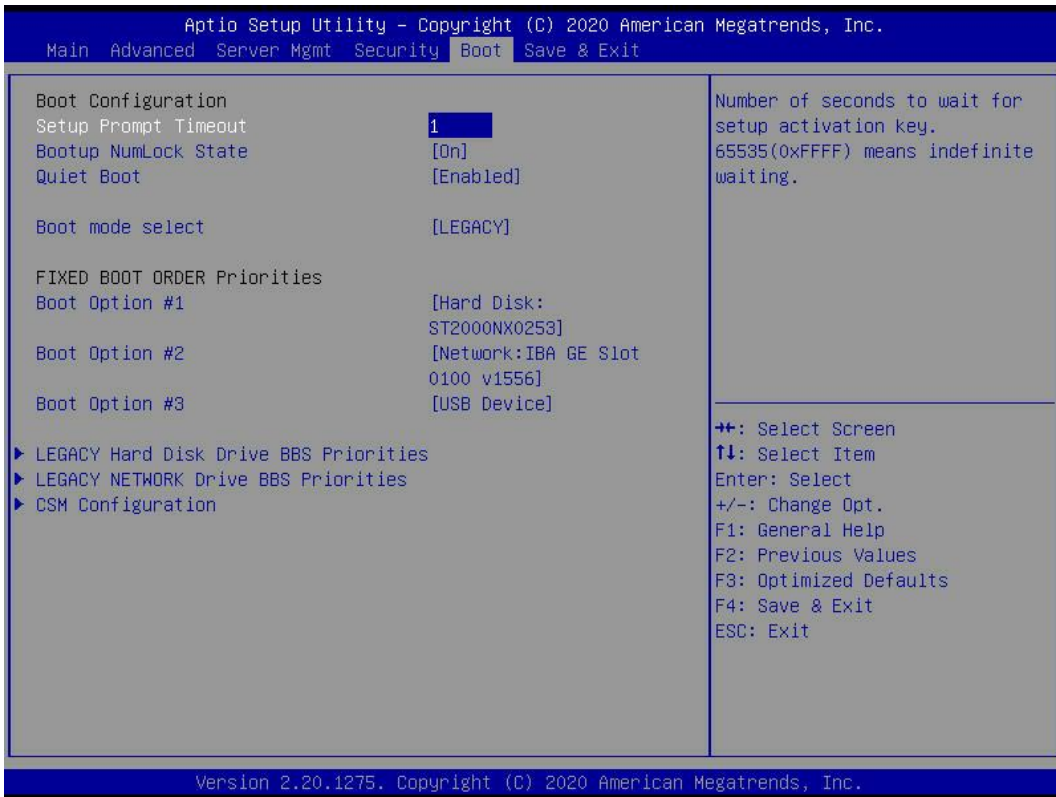 Aptio Setup Utility – Copyright (C) 2020 American Megatrends, Inc.
Main Advanced Server Mgmt Security Boot Save & Exit
Boot Configuration
Setup Prompt Timeout 1
Bootup NumLock State [On]
Quiet Boot [Enabled]
Boot mode select [LEGACY]
FIXED BOOT ORDER Priorities
Boot Option #1 [Hard Disk:
ST2000NX0253]
Boot Option #2 [Network:IBA GE Slot
0100 v1556]
Boot Option #3 [USB Device]
▶ LEGACY Hard Disk Drive BBS Priorities
▶ LEGACY NETWORK Drive BBS Priorities
▶ CSM Configuration
Number of seconds to wait for
setup activation key.
65535(0xFFFF) means indefinite
waiting.
→←: Select Screen
↑↓: Select Item
Enter: Select
+/-: Change Opt.
F1: General Help
F2: Previous Values
F3: Optimized Defaults
F4: Save & Exit
ESC: Exit
Version 2.20.1275. Copyright (C) 2020 American Megatrends, Inc.